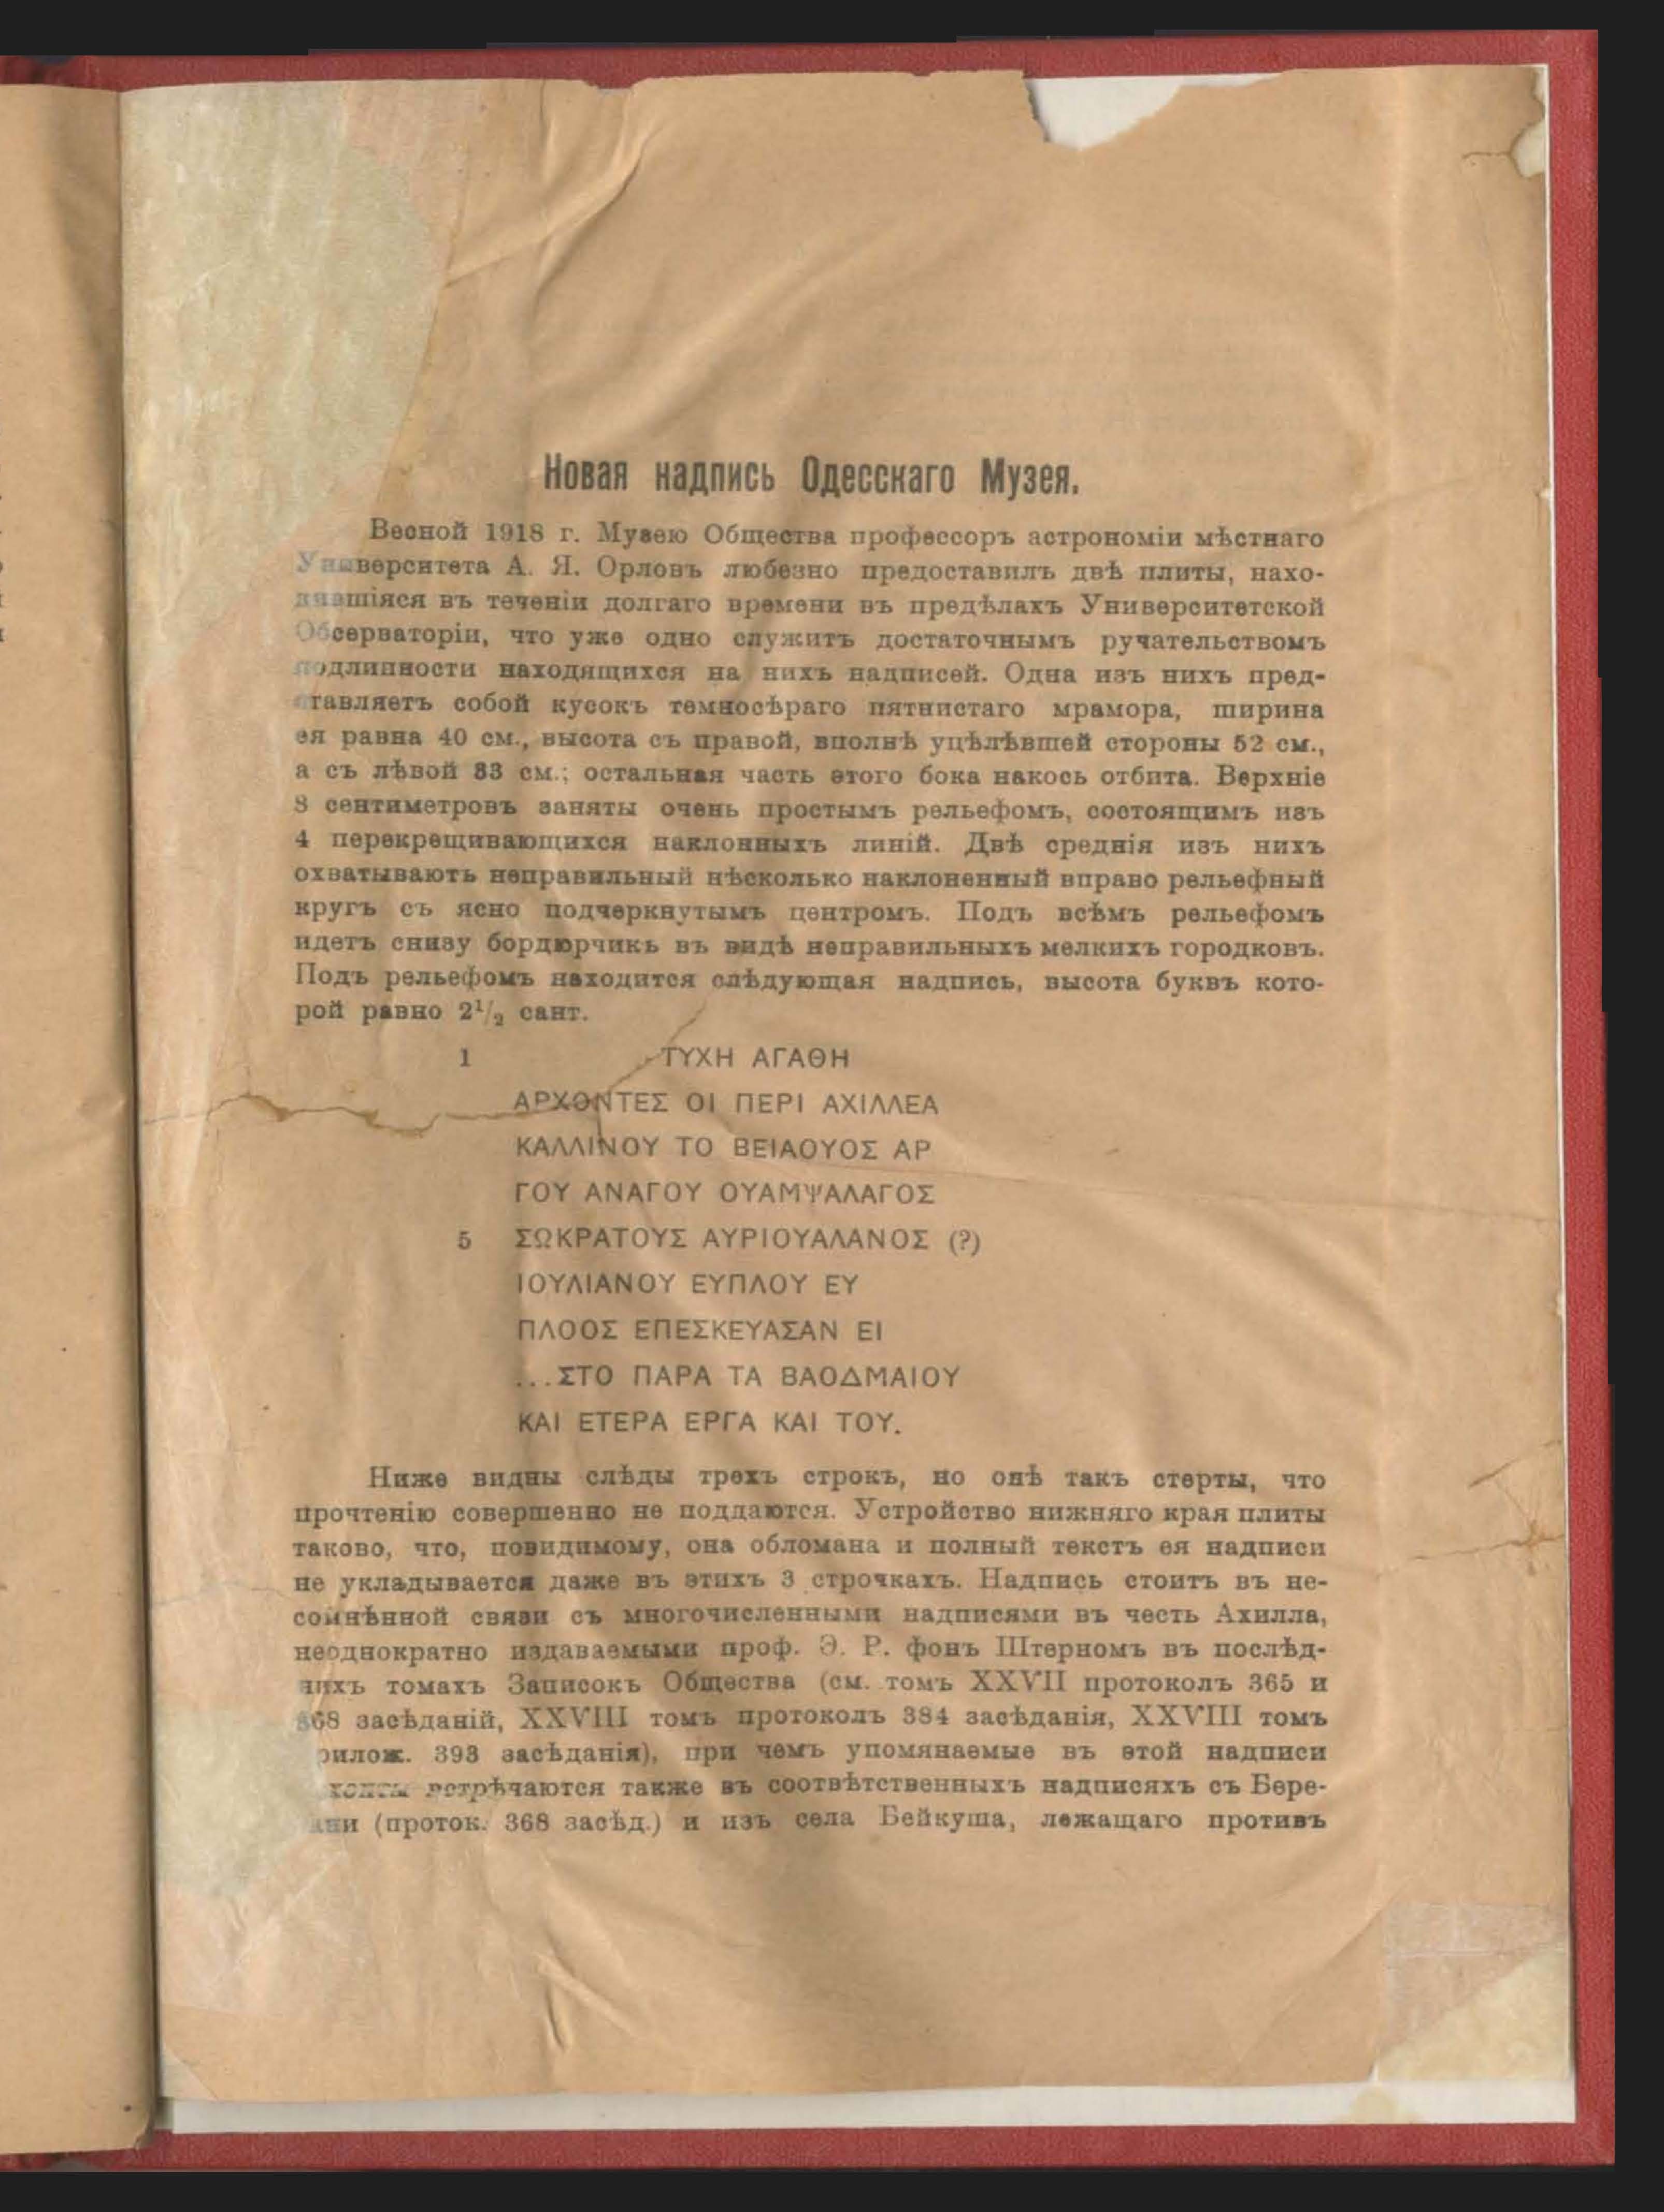 Новая надпись Одесскаго Музея.
Весной 1918 г. Музею Общества профессоръ астрономіи мѣстнаго
Университета А. Я. Орловъ любезно предоставилъ двѣ плиты, нахо-
дившіяся въ теченіи долгаго времени въ предѣлахъ Университетской
Обсерваторіи, что уже одно служитъ достаточнымъ ручательствомъ
подлинности находящихся на нихъ надписей. Одна изъ нихъ пред-
ставляетъ собой кусокъ темносѣраго пятнистаго мрамора, ширина
ея равна 40 см., высота съ правой, вполнѣ уцѣлѣвшей стороны 52 см.,
а съ лѣвой 33 см.; остальная часть этого бока накось отбита. Верхніе
8 сентиметровъ заняты очень простымъ рельефомъ, состоящимъ изъ
4 перекрещивающихся наклонныхъ линій. Двѣ среднія изъ нихъ
охватываютъ неправильный нѣсколько наклоненный вправо рельефный
кругъ съ ясно подчеркнутымъ центромъ. Подъ всѣмъ рельефомъ
идетъ снизу бордюрчикъ въ видѣ неправильныхъ мелкихъ городковъ.
Подъ рельефомъ находится слѣдующая надпись, высота буквъ кото-
рой равно 2¹/₂ сант.
1 ΤΥΧΗ ΑΓΑΘΗ
ΑΡΧΟΝΤΕΣ ΟΙ ΠΕΡΙ ΑΧΙΛΛΕΑ
ΚΑΛΛΙΝΟΥ ΤΟ ΒΕΙΑΟΥΟΣ ΑΡ
ΓΟΥ ΑΝΑΓΟΥ ΟΥΑΜΨΑΛΑΓΟΣ
5 ΣΩΚΡΑΤΟΥΣ ΑΥΡΙΟΥΑΛΑΝΟΣ (?)
ΙΟΥΛΙΑΝΟΥ ΕΥΠΛΟΥ ΕΥ
ΠΛΟΟΣ ΕΠΕΣΚΕΥΑΣΑΝ ΕΙ
...ΣΤΟ ΠΑΡΑ ΤΑ ΒΑΟΔΜΑΙΟΥ
ΚΑΙ ΕΤΕΡΑ ΕΡΓΑ ΚΑΙ ΤΟΥ.
Ниже видны слѣды трехъ строкъ, но онѣ такъ стерты, что
прочтенію совершенно не поддаются. Устройство нижняго края плиты
таково, что, повидимому, она обломана и полный текстъ ея надписи
не укладывается даже въ этихъ 3 строчкахъ. Надпись стоитъ въ не-
сомнѣнной связи съ многочисленными надписями въ честь Ахилла,
неоднократно издаваемыми проф. Э. Р. фонъ Штерномъ въ послѣд-
нихъ томахъ Записокъ Общества (см. томъ XXVII протоколъ 365 и
368 засѣданій, XXVIII томъ протоколъ 384 засѣданія, XXVIII томъ
прилож. 393 засѣданія), при чемъ упомянаемые въ этой надписи
встрѣчаются также въ соотвѣтственныхъ надписяхъ съ Бере-
зани (проток. 368 засѣд.) и изъ села Бейкуша, лежащаго противъ